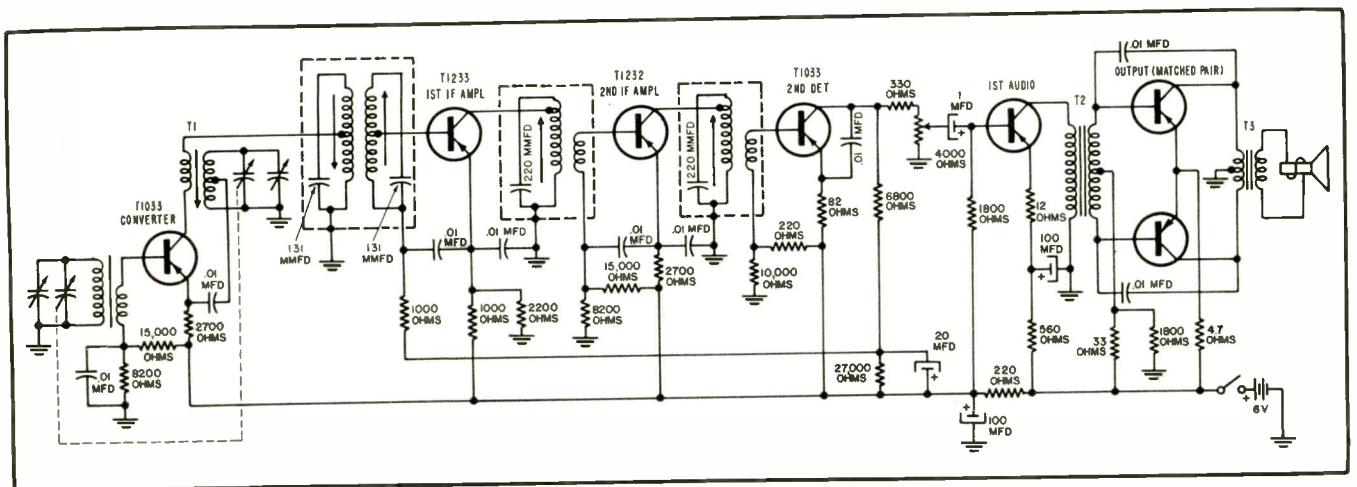 T1
T1033
CONVERTER
.01
MFD
15,000
OHMS
2700
OHMS
.01
MFD
8200
OHMS
131
MMFD
131
MMFD
T1233
1ST IF AMPL
.01
MFD
.01 MFD
1000
OHMS
1000
OHMS
2200
OHMS
220 MMFD
T1232
2ND IF AMPL
.01
MFD
.01 MFD
15,000
OHMS
2700
OHMS
8200
OHMS
220 MMFD
T1033
2ND DET
.01 MFD
82
OHMS
220
OHMS
10,000
OHMS
330
OHMS
4000
OHMS
1
MFD
6800
OHMS
27,000
OHMS
20
MFD
1800
OHMS
100
MFD
220
OHMS
1ST AUDIO
12
OHMS
100
MFD
560
OHMS
T2
.01 MFD
OUTPUT (MATCHED PAIR)
.01 MFD
33
OHMS
1800
OHMS
4.7
OHMS
T3
+
6V